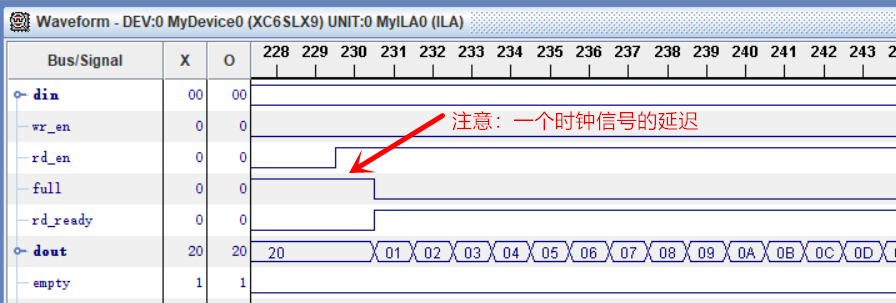 Waveform - DEV:0 MyDevice0 (XC6SLX9) UNIT:0 MyILA0 (ILA)
Bus/Signal X O 228 229 230 231 232 233 234 235 236 237 238 239 240 241 242 243
din 00 00
wr_en 0 0
注意：一个时钟信号的延迟
rd_en 0 0
full 0 0
rd_ready 0 0
dout 20 20 20 01 02 03 04 05 06 07 08 09 0A 0B 0C 0D
empty 1 1